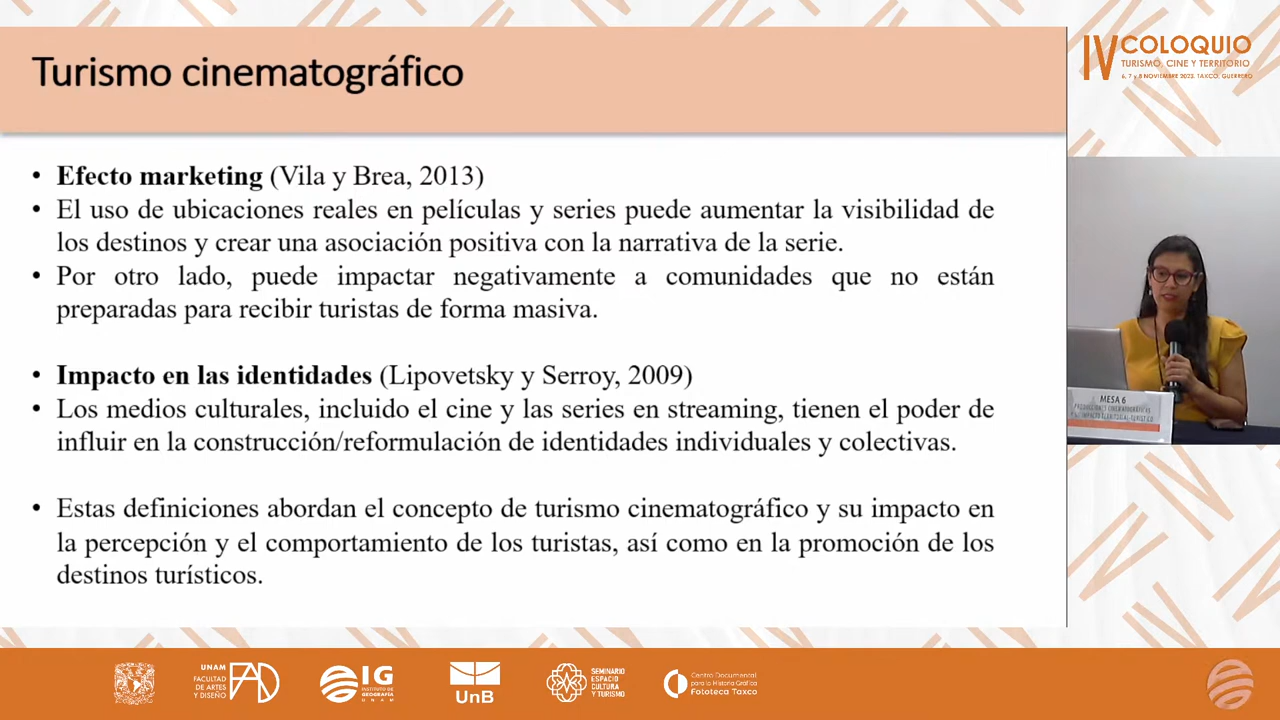 Turismo cinematográfico
• Efecto marketing (Vila y Brea, 2013)
• El uso de ubicaciones reales en películas y series puede aumentar la visibilidad de
los destinos y crear una asociación positiva con la narrativa de la serie.
• Por otro lado, puede impactar negativamente a comunidades que no están
preparadas para recibir turistas de forma masiva.
• Impacto en las identidades (Lipovetsky y Serroy, 2009)
• Los medios culturales, incluido el cine y las series en streaming, tienen el poder de
influir en la construcción/reformulación de identidades individuales y colectivas.
• Estas definiciones abordan el concepto de turismo cinematográfico y su impacto en
la percepción y el comportamiento de los turistas, así como en la promoción de los
destinos turísticos.
IV COLOQUIO
TURISMO, CINE Y TERRITORIO
6, 7 y 8 NOVIEMBRE 2023. TAXCO, GUERRERO
MESA 6
PRODUCCIONES CINEMATOGRÁFICAS
UNAM
FACULTAD
DE ARTES
Y DISEÑO
FAD
IG
INSTITUTO DE
GEOGRAFÍA
UNAM
UnB
SEMINARIO
ESPACIO
CULTURA
Y TURISMO
Centro Documental
para la Historia Gráfica
Fototeca Taxco